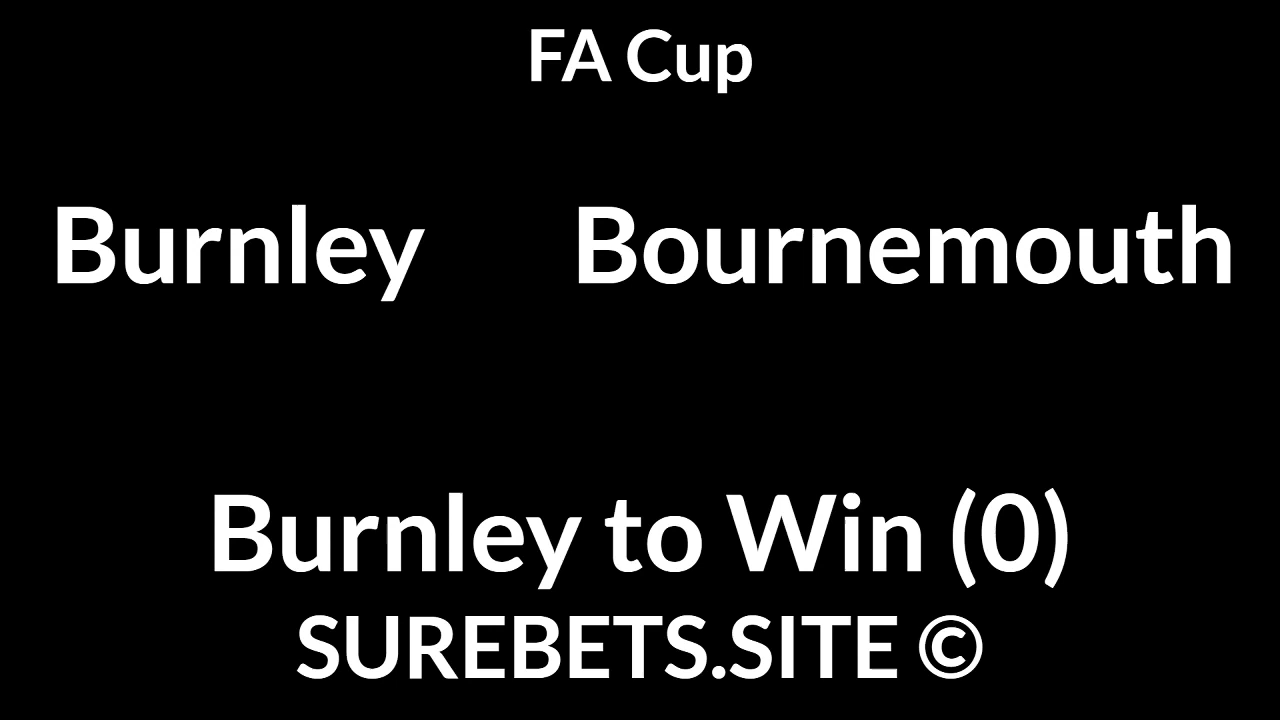 FA Cup
Burnley Bournemouth
Burnley to Win (0)
SUREBETS.SITE ©